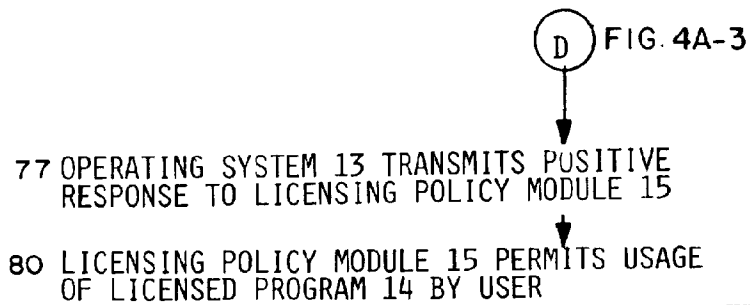 D FIG. 4A-3
77 OPERATING SYSTEM 13 TRANSMITS POSITIVE
RESPONSE TO LICENSING POLICY MODULE 15
80 LICENSING POLICY MODULE 15 PERMITS USAGE
OF LICENSED PROGRAM 14 BY USER